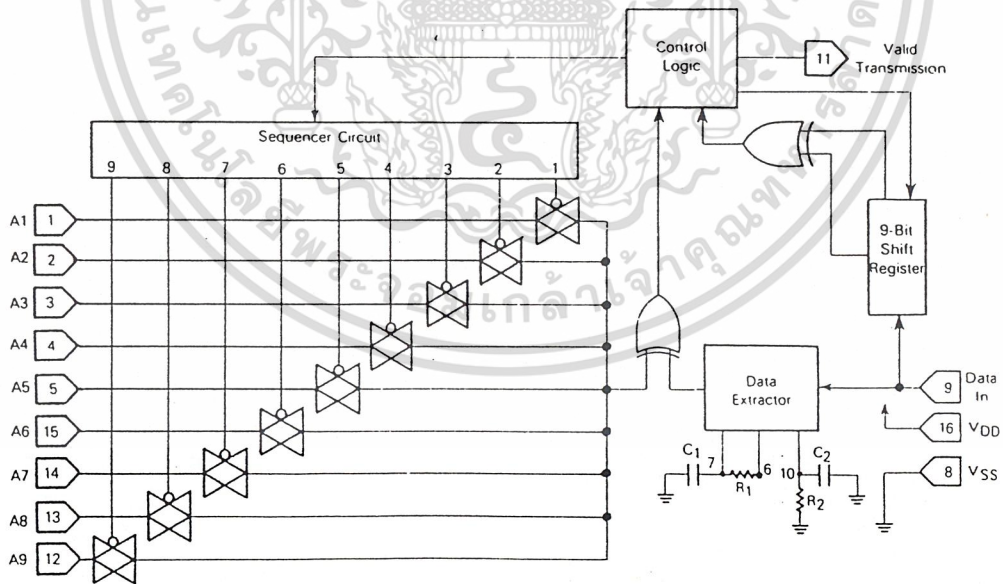 Control Logic
11
Valid Transmission
Sequencer Circuit
9 8 7 6 5 4 3 2 1
A1 1
A2 2
A3 3
A4 4
A5 5
A6 15
A7 14
A8 13
A9 12
9-Bit Shift Register
Data Extractor
9 Data In
16 VDD
8 VSS
C1 7 R1 6 10 C2
R2